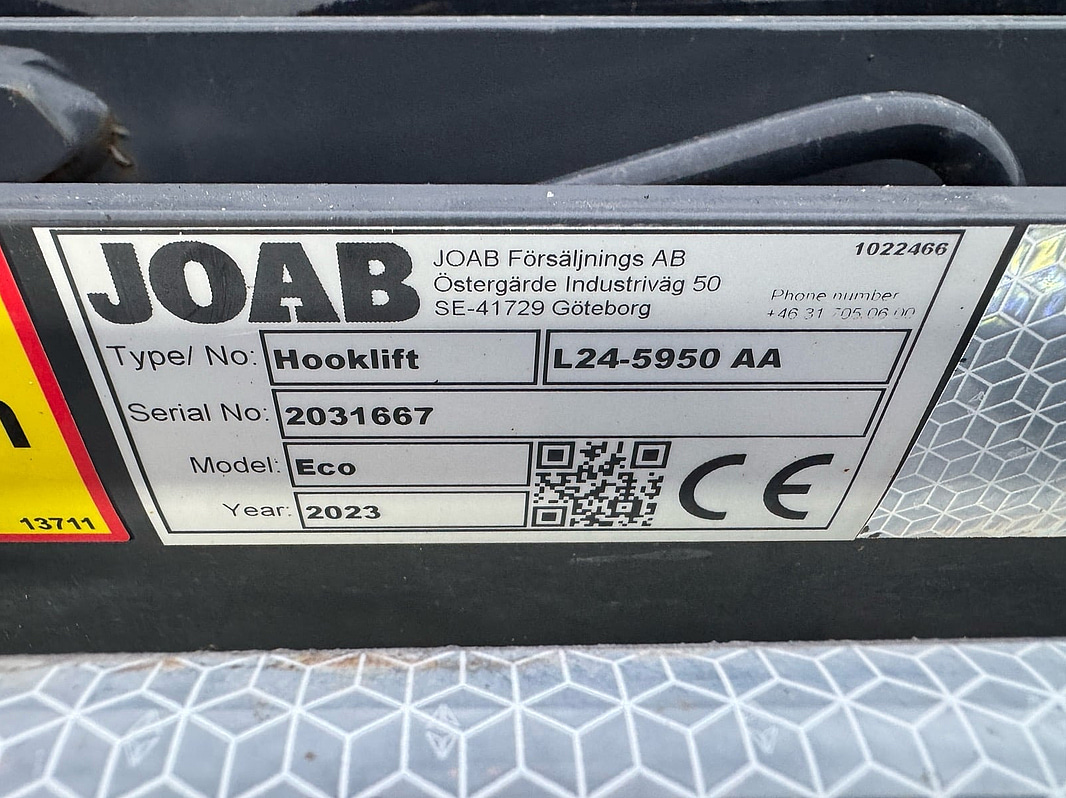 JOAB
JOAB Försäljnings AB
Östergärde Industriväg 50
SE-41729 Göteborg
1022466
Phone number
+46 31 705 06 00
Type/ No: Hooklift L24-5950 AA
Serial No: 2031667
Model: Eco
Year: 2023
CE
13711